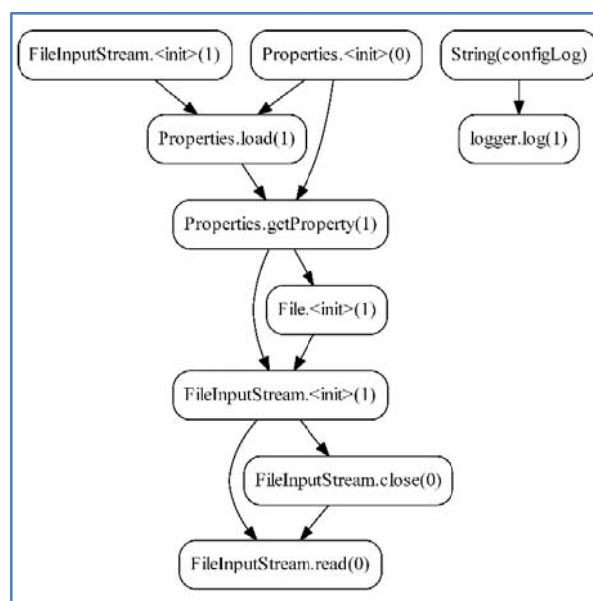 FileInputStream.<init>(1)
Properties.<init>(0)
String(configLog)
Properties.load(1)
logger.log(1)
Properties.getProperty(1)
File.<init>(1)
FileInputStream.<init>(1)
FileInputStream.close(0)
FileInputStream.read(0)